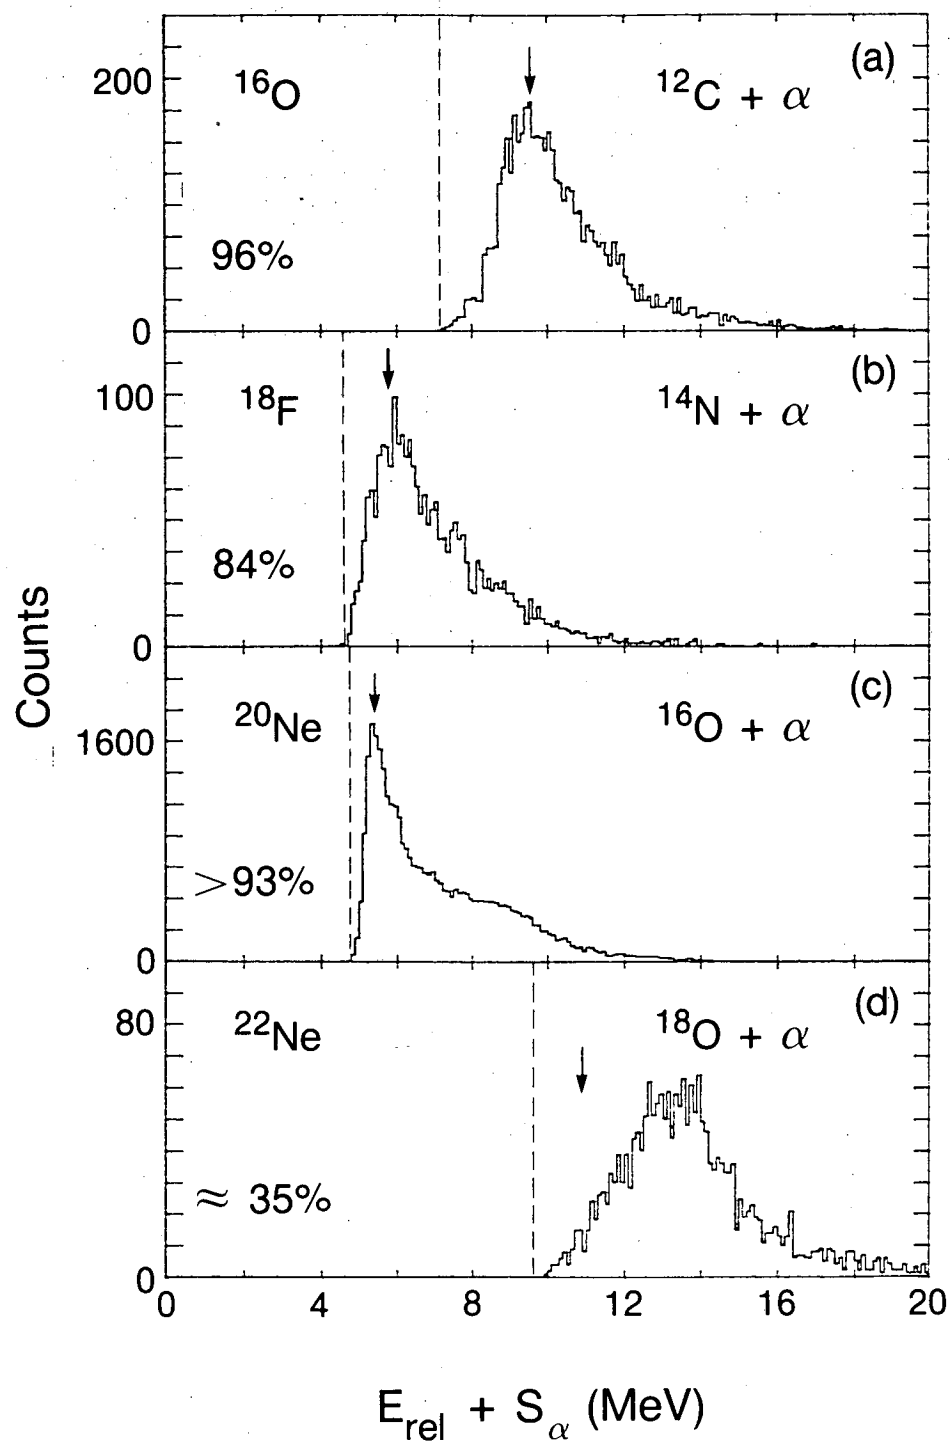 (a)
200
¹⁶O
¹²C + α
96%
0
(b)
100
¹⁸F
¹⁴N + α
84%
0
(c)
²⁰Ne
¹⁶O + α
1600
>93%
0
(d)
80
²²Ne
¹⁸O + α
≈ 35%
0
0 4 8 12 16 20
Counts
E_rel + S_α (MeV)